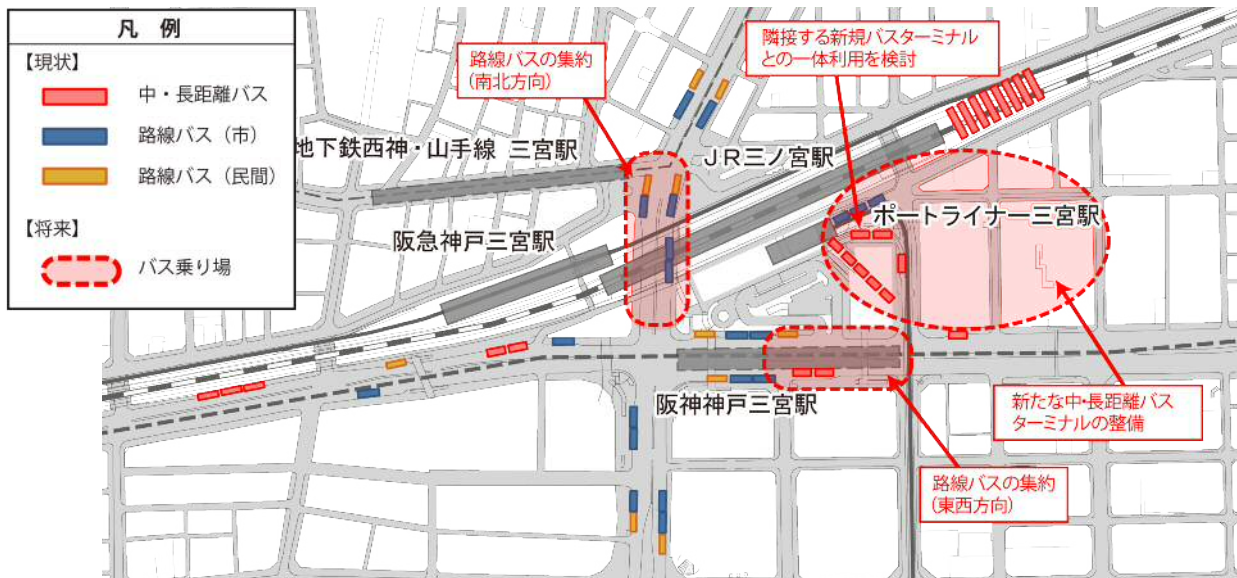 凡 例
【現状】
中・長距離バス
路線バス（市）
路線バス（民間）
【将来】
バス乗り場
路線バスの集約
（南北方向）
隣接する新規バスターミナル
との一体利用を検討
地下鉄西神・山手線 三宮駅
ＪＲ三ノ宮駅
阪急神戸三宮駅
ポートライナー三宮駅
阪神神戸三宮駅
新たな中・長距離バス
ターミナルの整備
路線バスの集約
（東西方向）